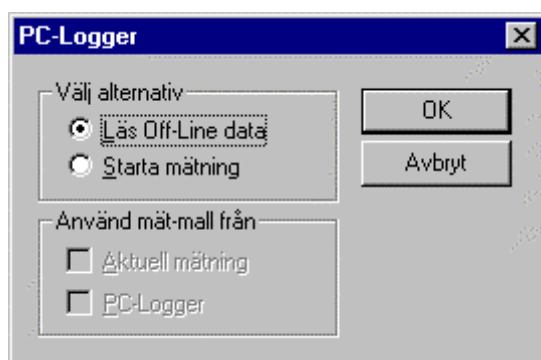 PC-Logger
Välj alternativ
Läs Off-Line data
Starta mätning
OK
Avbryt
Använd mät-mall från
Aktuell mätning
PC-Logger